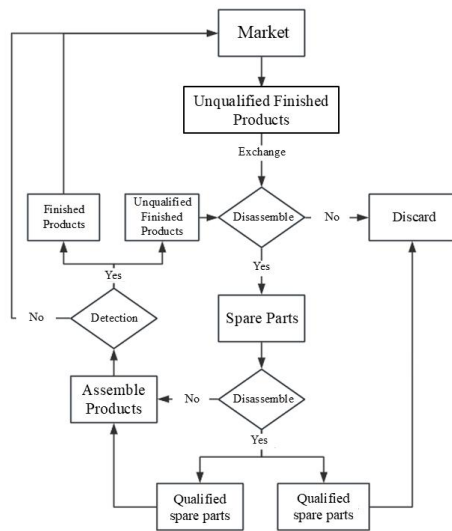 Market
Unqualified Finished
Products
Exchange
Finished
Products
Unqualified
Finished
Products
Disassemble
No
Discard
Yes
Yes
No
Detection
Spare Parts
Assemble
Products
No
Disassemble
Yes
Qualified
spare parts
Qualified
spare parts